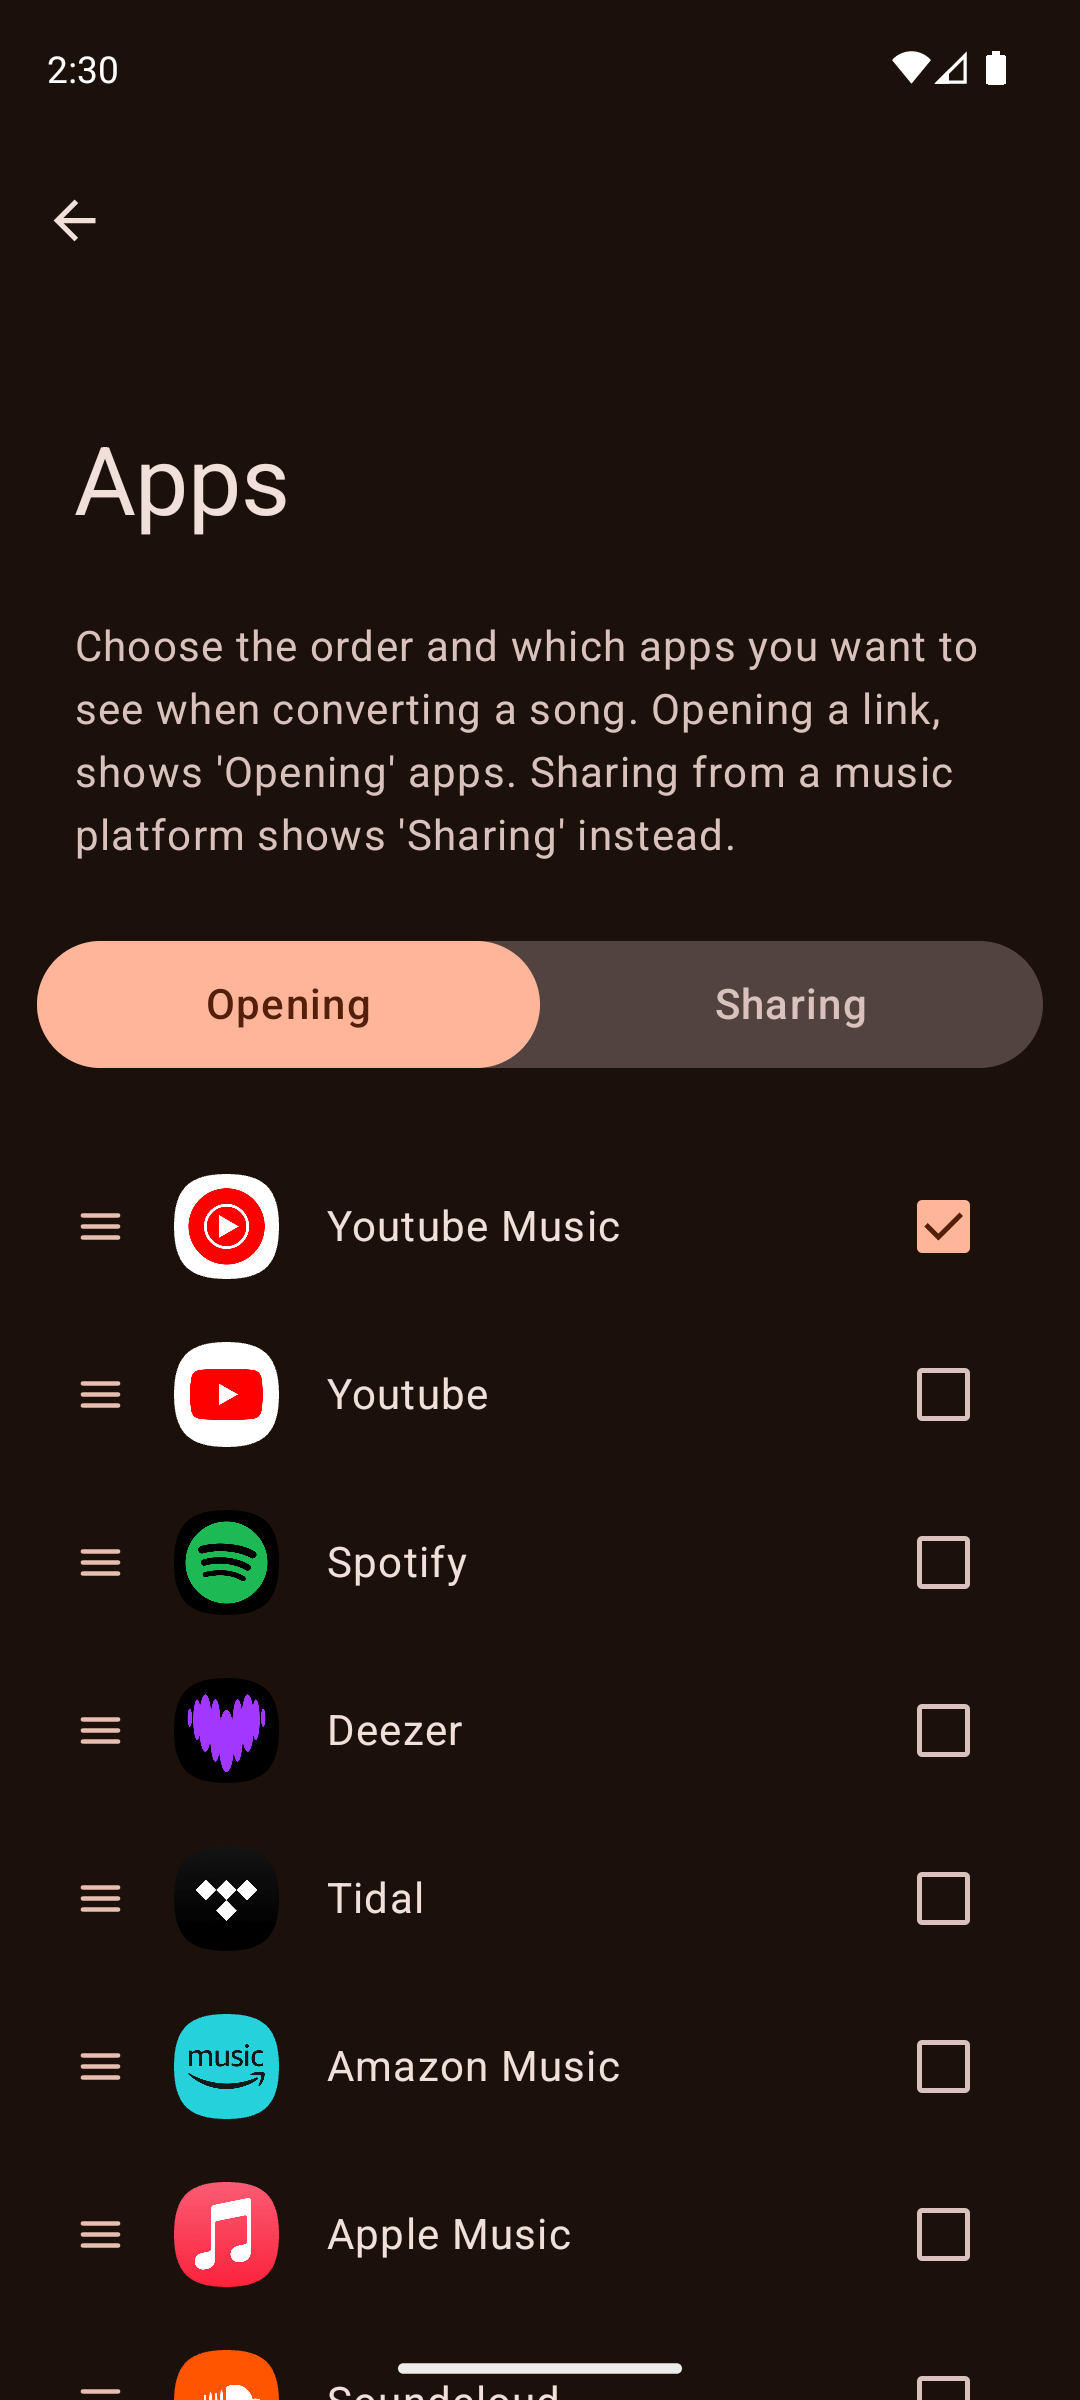 2:30
Apps
Choose the order and which apps you want to
see when converting a song. Opening a link,
shows 'Opening' apps. Sharing from a music
platform shows 'Sharing' instead.
Opening
Sharing
Youtube Music
Youtube
Spotify
Deezer
Tidal
music
Amazon Music
Apple Music
Soundcloud